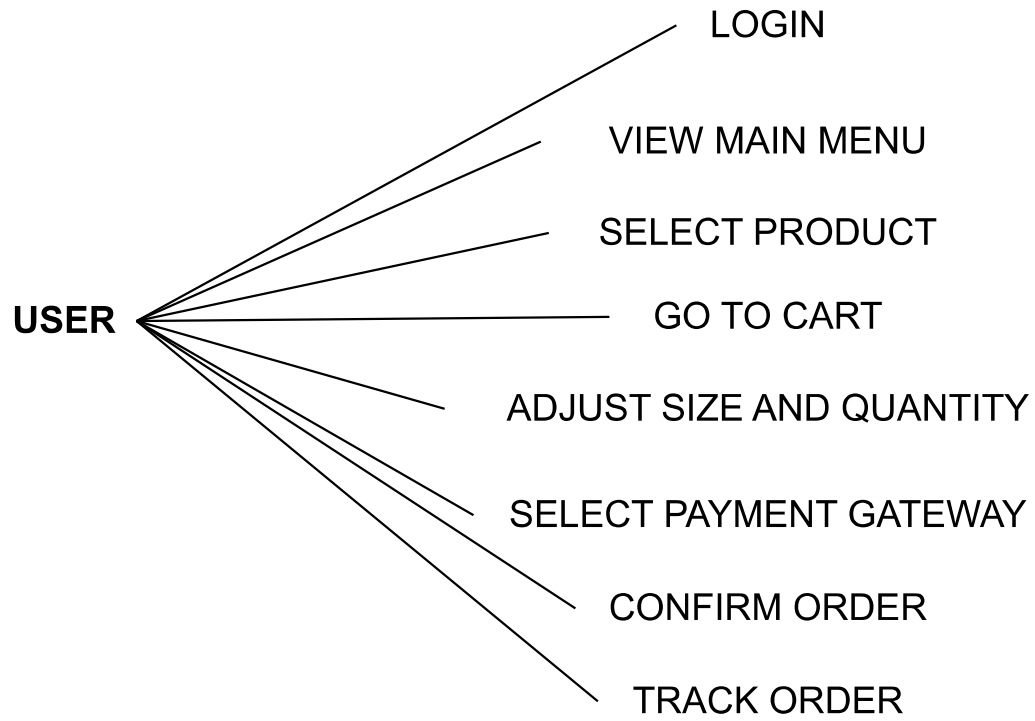 LOGIN
VIEW MAIN MENU
SELECT PRODUCT
USER
GO TO CART
ADJUST SIZE AND QUANTITY
SELECT PAYMENT GATEWAY
CONFIRM ORDER
TRACK ORDER